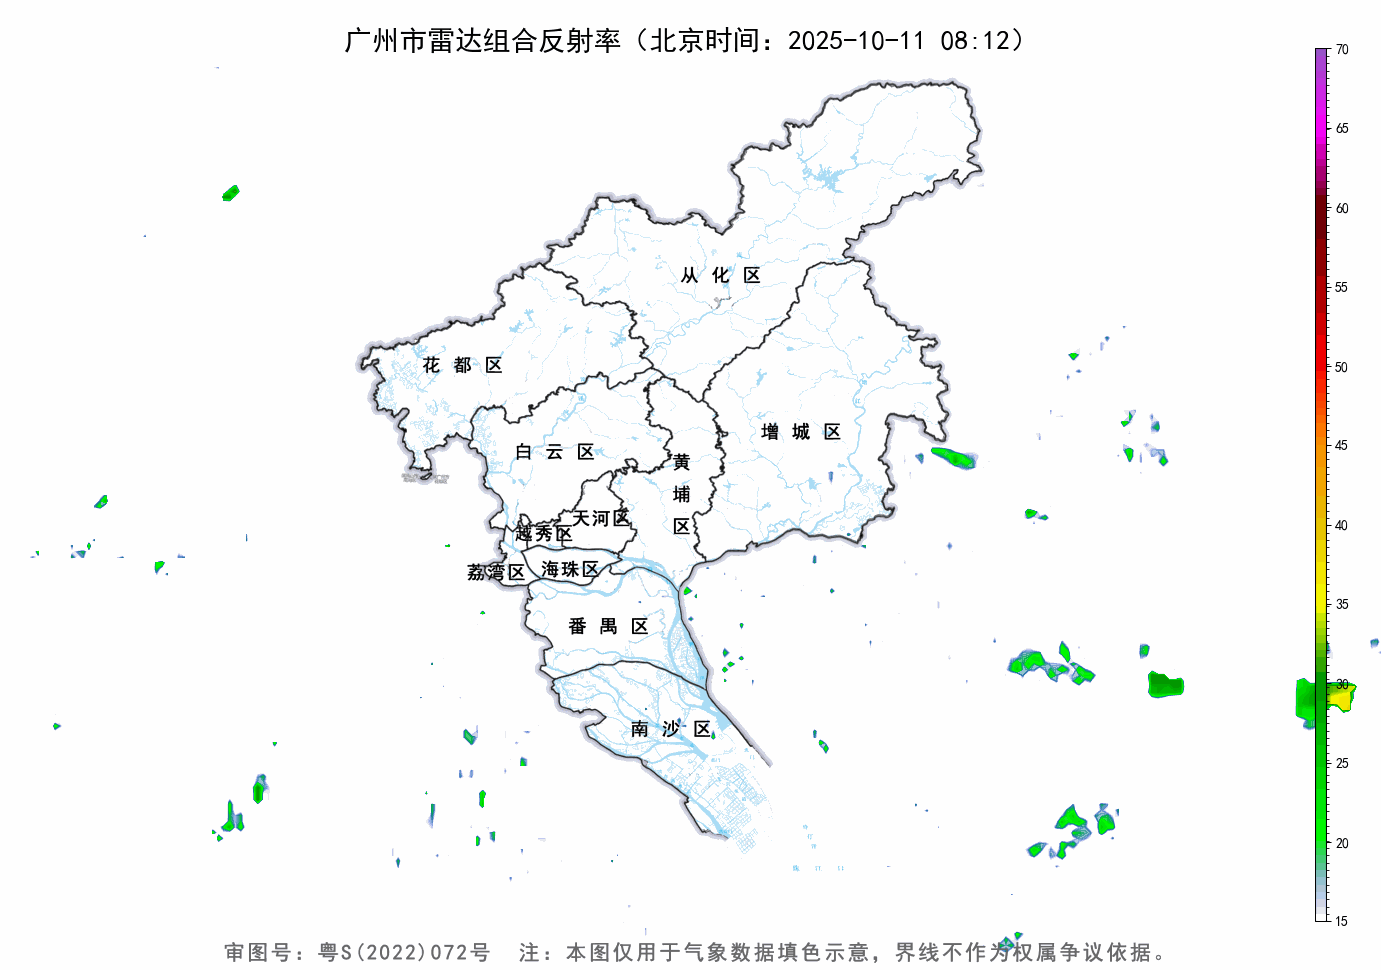 广州市雷达组合反射率（北京时间：2025-10-11 08:12）
70
65
60
55
50
45
40
35
30
25
20
15
从化区
花都区
增城区
白云区
黄埔区
天河区
越秀区
荔湾区
海珠区
番禺区
南沙区
审图号：粤S(2022)072号 注：本图仅用于气象数据填色示意，界线不作为权属争议依据。